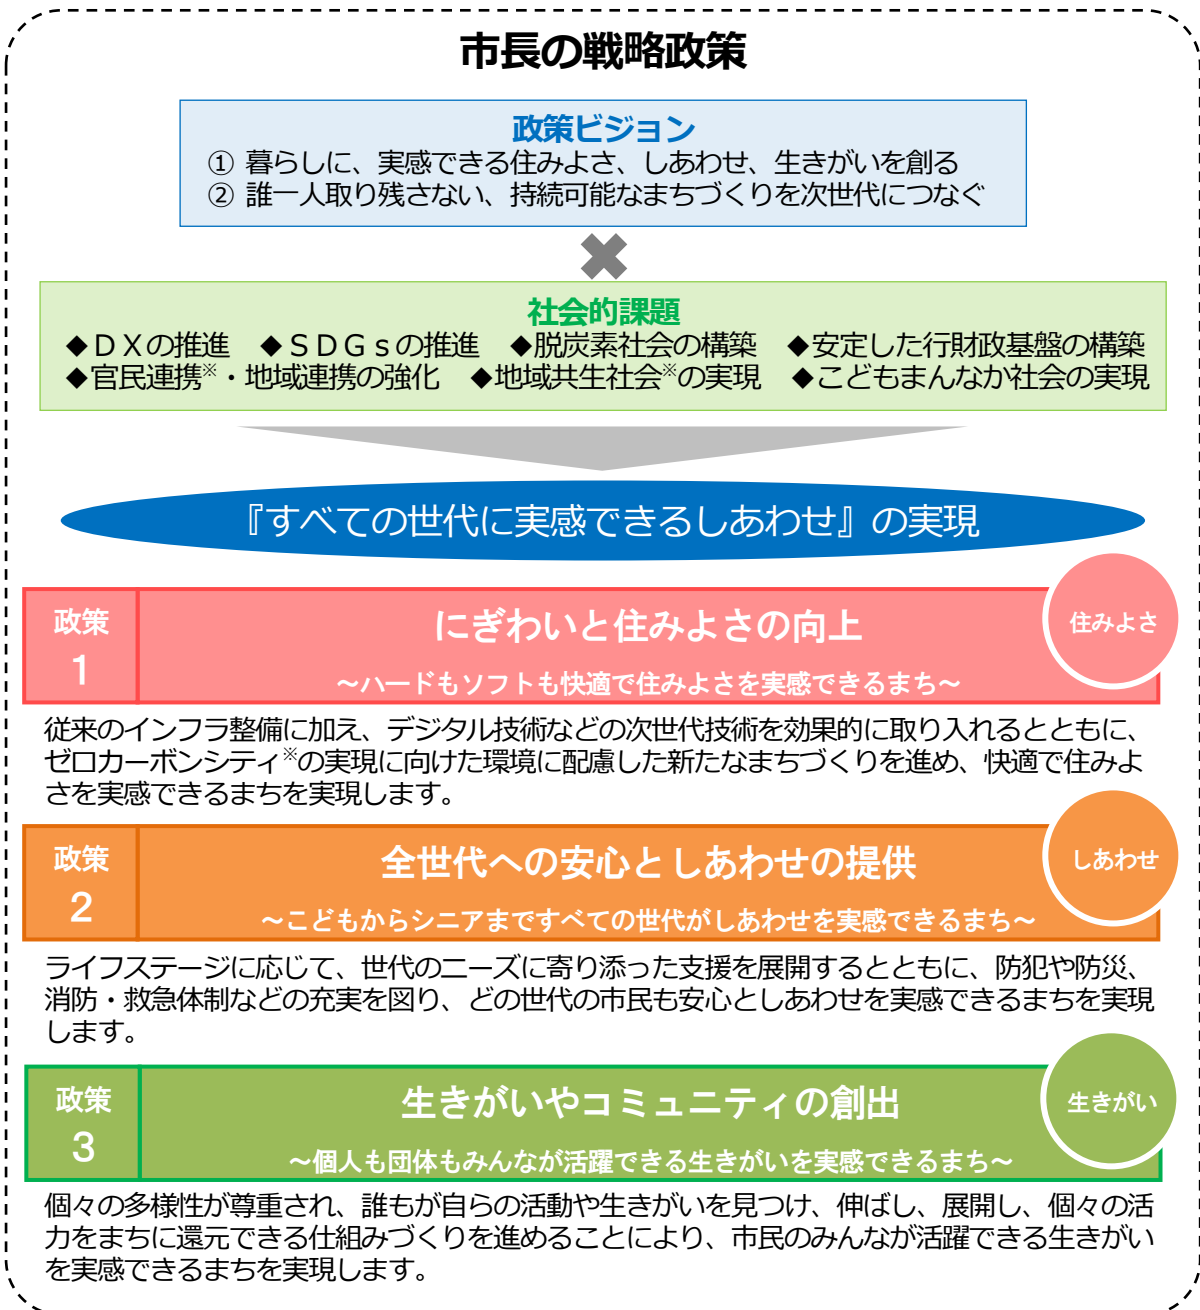 市長の戦略政策
政策ビジョン
① 暮らしに、実感できる住みよさ、しあわせ、生きがいを創る
② 誰一人取り残さない、持続可能なまちづくりを次世代につなぐ
社会的課題
◆ＤＸの推進　◆ＳＤＧｓの推進　◆脱炭素社会の構築　◆安定した行財政基盤の構築
◆官民連携※・地域連携の強化　◆地域共生社会※の実現　◆こどもまんなか社会の実現
『すべての世代に実感できるしあわせ』の実現
政策
1
にぎわいと住みよさの向上
～ハードもソフトも快適で住みよさを実感できるまち～
住みよさ
従来のインフラ整備に加え、デジタル技術などの次世代技術を効果的に取り入れるとともに、
ゼロカーボンシティ※の実現に向けた環境に配慮した新たなまちづくりを進め、快適で住みよ
さを実感できるまちを実現します。
政策
2
全世代への安心としあわせの提供
～こどもからシニアまですべての世代がしあわせを実感できるまち～
しあわせ
ライフステージに応じて、世代のニーズに寄り添った支援を展開するとともに、防犯や防災、
消防・救急体制などの充実を図り、どの世代の市民も安心としあわせを実感できるまちを実現
します。
政策
3
生きがいやコミュニティの創出
～個人も団体もみんなが活躍できる生きがいを実感できるまち～
生きがい
個々の多様性が尊重され、誰もが自らの活動や生きがいを見つけ、伸ばし、展開し、個々の活
力をまちに還元できる仕組みづくりを進めることにより、市民のみんなが活躍できる生きがい
を実感できるまちを実現します。